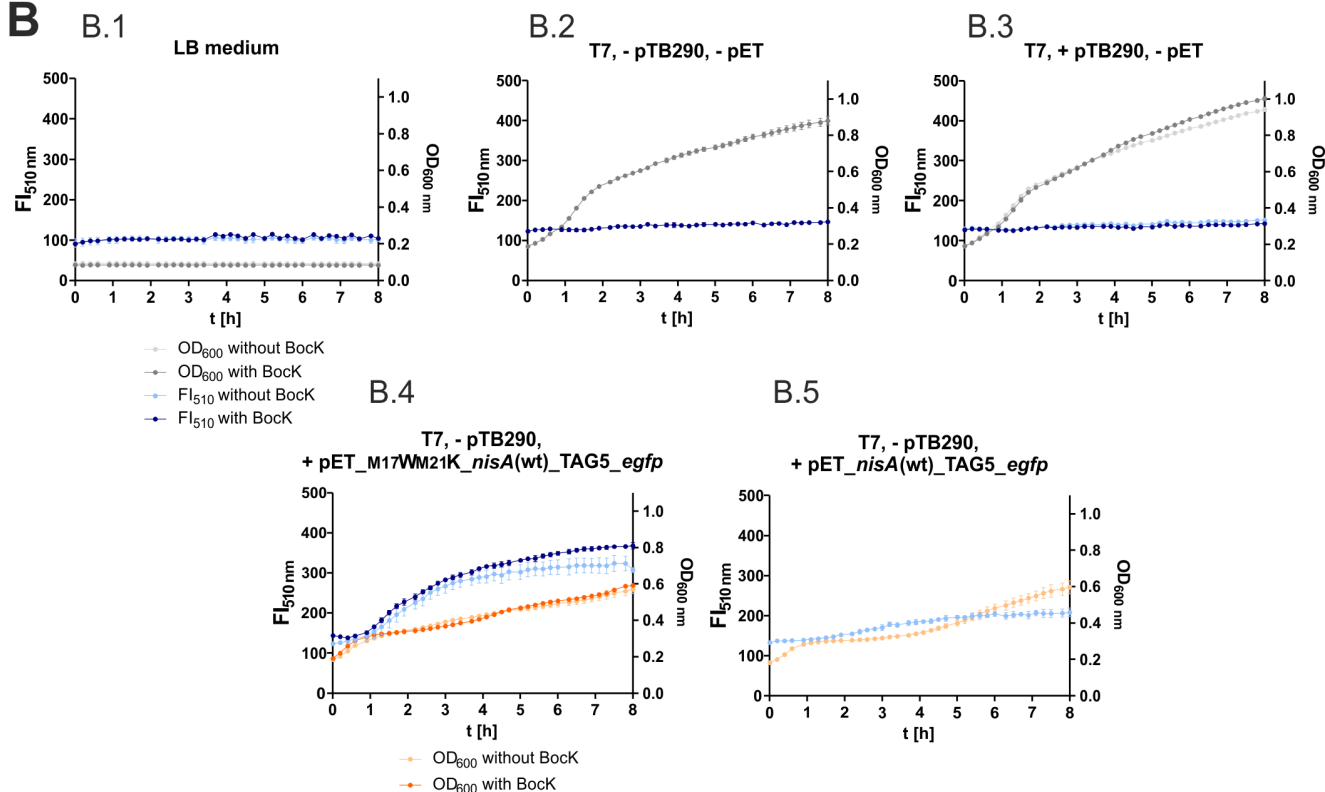 B
B.1
LB medium
500
400
300
200
100
0
FI510 nm
1.0
0.8
0.6
0.4
0.2
0.0
OD600 nm
0 1 2 3 4 5 6 7 8
t [h]
B.2
T7, - pTB290, - pET
500
400
300
200
100
0
FI510 nm
1.0
0.8
0.6
0.4
0.2
0.0
OD600 nm
0 1 2 3 4 5 6 7 8
t [h]
B.3
T7, + pTB290, - pET
500
400
300
200
100
0
FI510 nm
1.0
0.8
0.6
0.4
0.2
0.0
OD600 nm
0 1 2 3 4 5 6 7 8
t [h]
OD600 without BocK
OD600 with BocK
FI510 without BocK
FI510 with BocK
B.4
T7, - pTB290,
+ pET_M17WM21K_nisA(wt)_TAG5_egfp
500
400
300
200
100
0
FI510 nm
1.0
0.8
0.6
0.4
0.2
0.0
OD600 nm
0 1 2 3 4 5 6 7 8
t [h]
OD600 without BocK
OD600 with BocK
B.5
T7, - pTB290,
+ pET_nisA(wt)_TAG5_egfp
500
400
300
200
100
0
FI510 nm
1.0
0.8
0.6
0.4
0.2
0.0
OD600 nm
0 1 2 3 4 5 6 7 8
t [h]